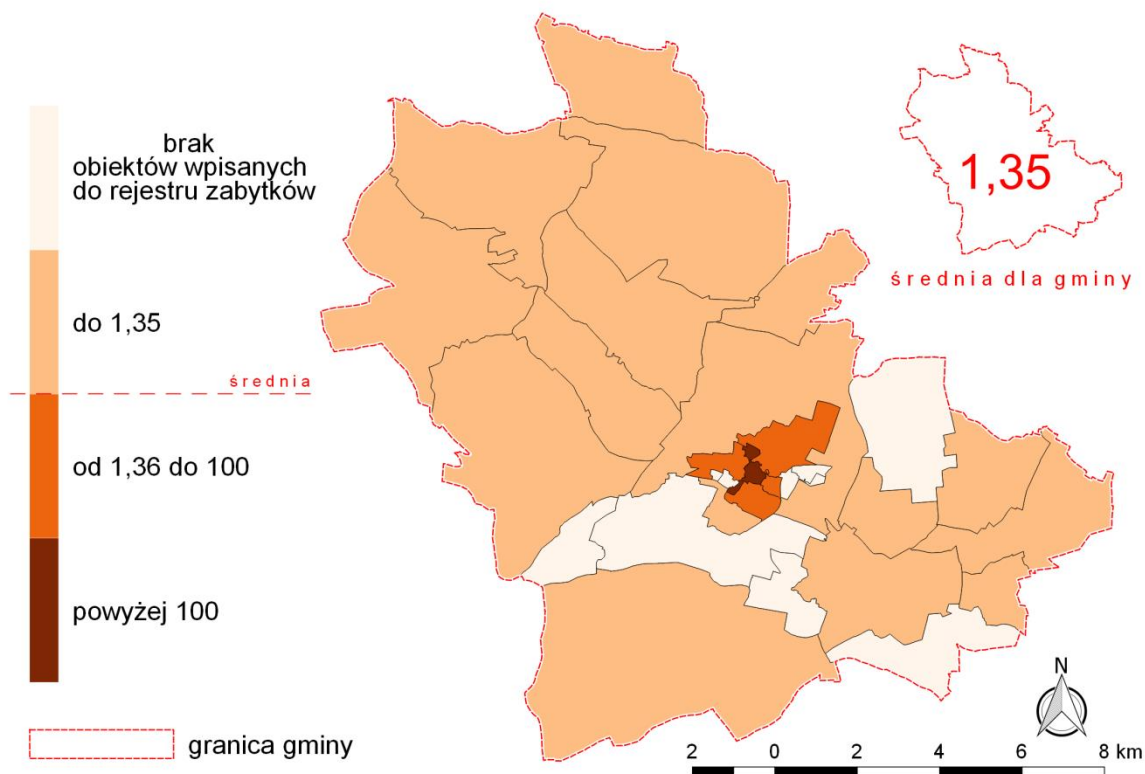 brak
obiektów wpisanych
do rejestru zabytków
do 1,35
średnia
od 1,36 do 100
powyżej 100
granica gminy
1,35
średnia dla gminy
N
2 0 2 4 6 8 km